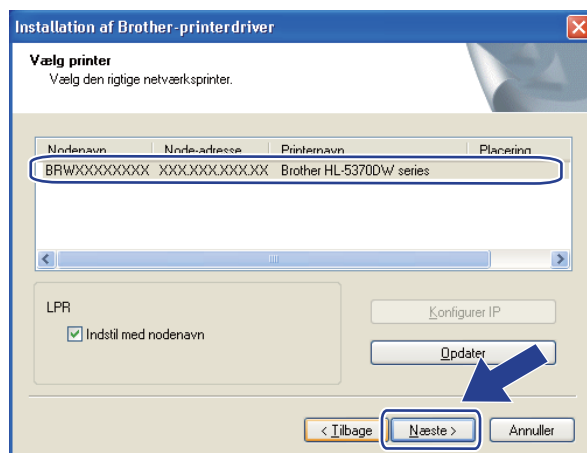 Installation af Brother-printerdriver
Vælg printer
Vælg den rigtige netværksprinter.
Nodenavn Node-adresse Printernavn Placering
BRWXXXXXXXX XXX.XXX.XXX.XX Brother HL-5370DW series
LPR
Indstil med nodenavn
Konfigurer IP
Opdater
< Tilbage Næste > Annuller